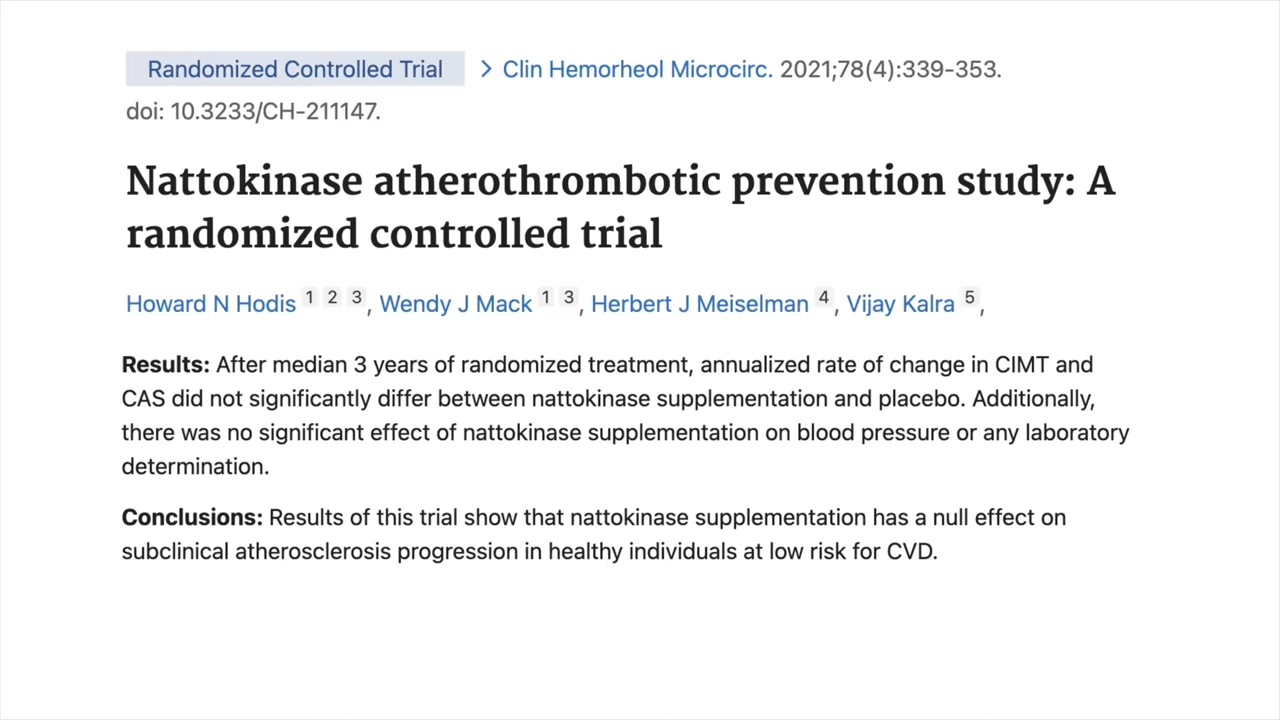 Randomized Controlled Trial > Clin Hemorheol Microcirc. 2021;78(4):339-353.
doi: 10.3233/CH-211147.
Nattokinase atherothrombotic prevention study: A
randomized controlled trial
Howard N Hodis 1 2 3, Wendy J Mack 1 3, Herbert J Meiselman 4, Vijay Kalra 5,
Results: After median 3 years of randomized treatment, annualized rate of change in CIMT and
CAS did not significantly differ between nattokinase supplementation and placebo. Additionally,
there was no significant effect of nattokinase supplementation on blood pressure or any laboratory
determination.
Conclusions: Results of this trial show that nattokinase supplementation has a null effect on
subclinical atherosclerosis progression in healthy individuals at low risk for CVD.